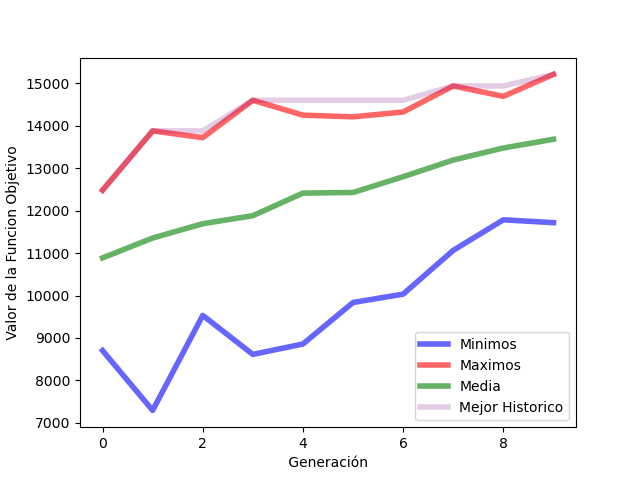 15000
14000
13000
12000
11000
10000
9000
8000
7000
Valor de la Funcion Objetivo
0 2 4 6 8
Generación
Minimos
Maximos
Media
Mejor Historico